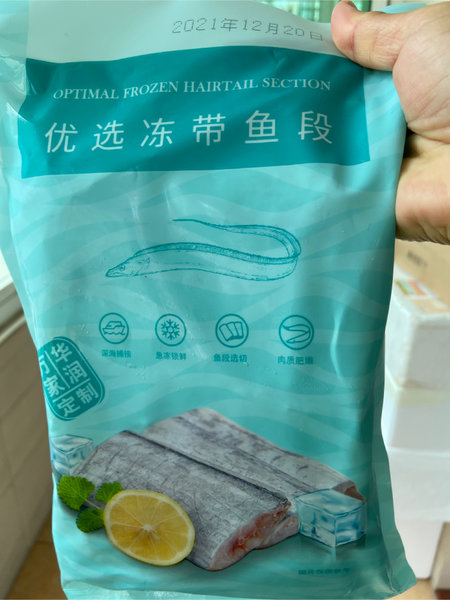 2021年12月20日
OPTIMAL FROZEN HAIRTAIL SECTION
优选冻带鱼段
深海捕捞
急冻锁鲜
鱼段选切
肉质肥嫩
华润
万家
定制